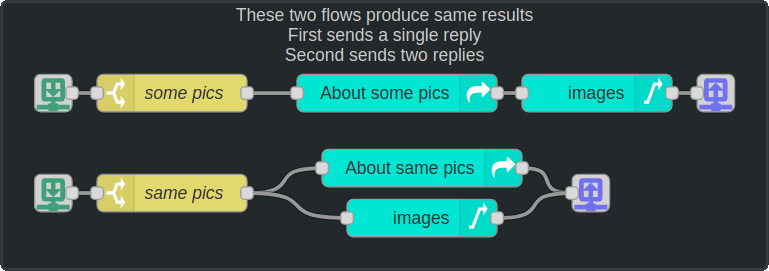 These two flows produce same results
First sends a single reply
Second sends two replies
some pics
About some pics
images
same pics
About same pics
images